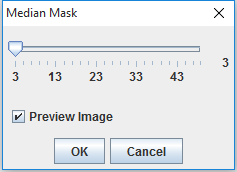 Median Mask
3
3 13 23 33 43
Preview Image
OK Cancel